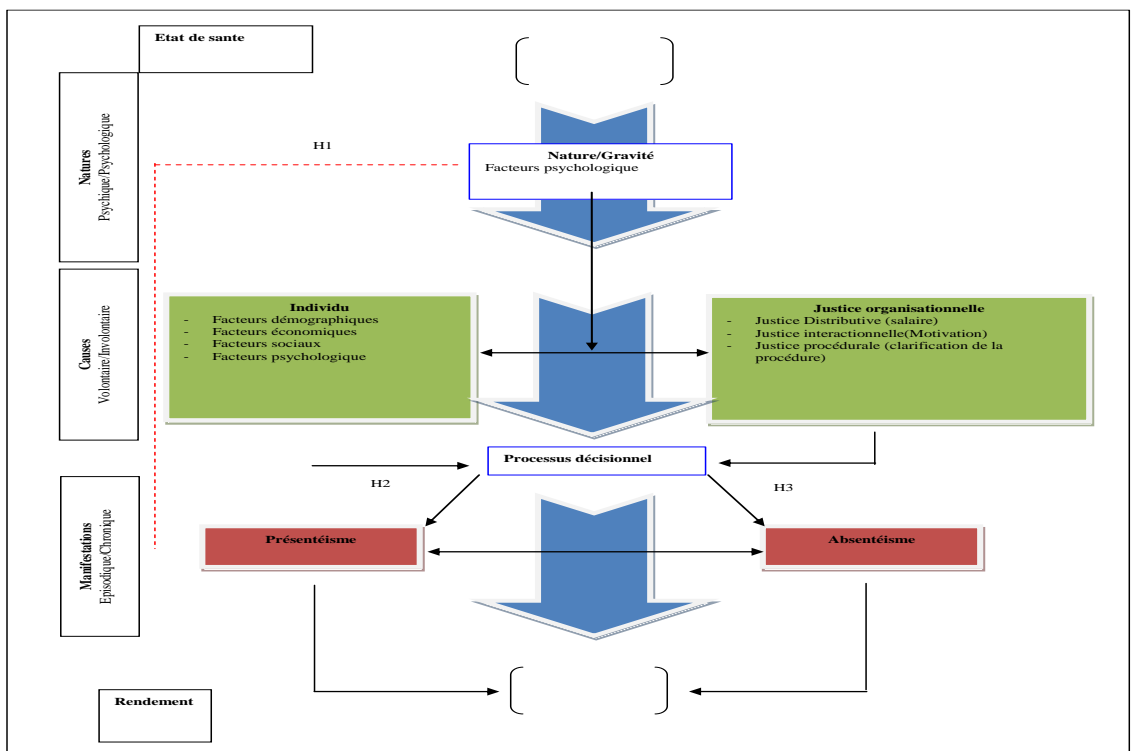 Etat de sante
Natures
Psychique/Psychologique
H1
Nature/Gravité
Facteurs psychologique
Causes
Volontaire/Involontaire
Individu
- Facteurs démographiques
- Facteurs économiques
- Facteurs sociaux
- Facteurs psychologique
Justice organisationnelle
- Justice Distributive (salaire)
- Justice interactionnelle(Motivation)
- Justice procédurale (clarification de la
procédure)
Processus décisionnel
H2
H3
Manifestations
Episodique/Chronique
Présentéisme
Absentéisme
Rendement